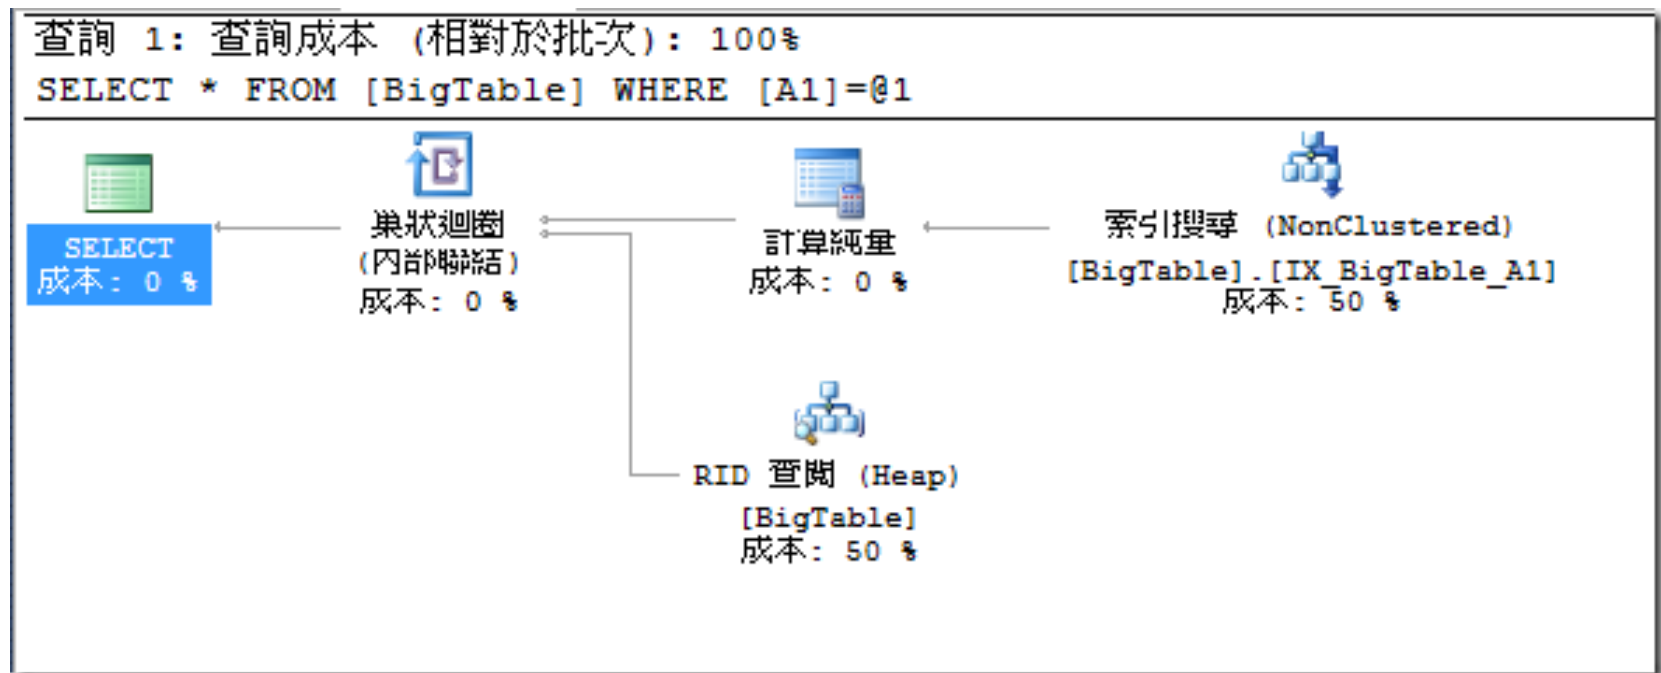 查詢 1: 查詢成本 (相對於批次): 100%
SELECT * FROM [BigTable] WHERE [A1]=@1
SELECT
成本: 0 %
巢狀迴圈
(內部聯結)
成本: 0 %
計算純量
成本: 0 %
索引搜尋 (NonClustered)
[BigTable].[IX_BigTable_A1]
成本: 50 %
RID 查閱 (Heap)
[BigTable]
成本: 50 %